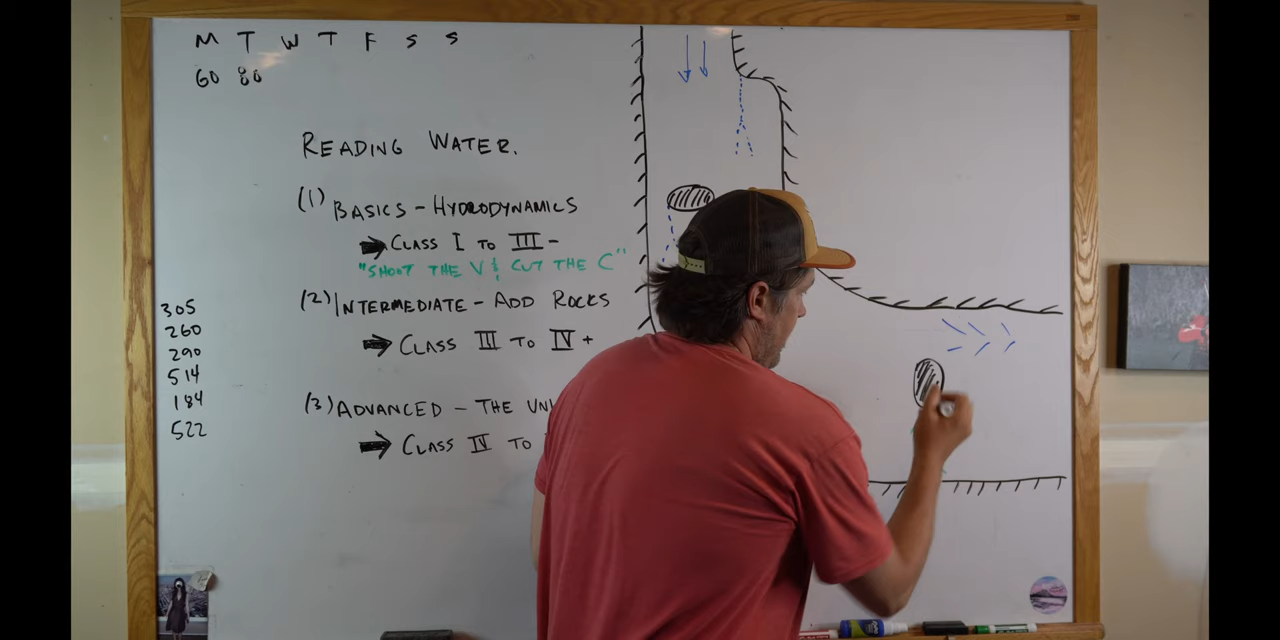 M T W T F S S
60 80
READING WATER.
(1) BASICS - HYDRODYNAMICS
➡ CLASS I TO III -
"SHOOT THE V & CUT THE C"
(2) INTERMEDIATE - ADD ROCKS
➡ CLASS III TO IV +
(3) ADVANCED - THE
➡ CLASS IV TO
305
260
290
514
184
522